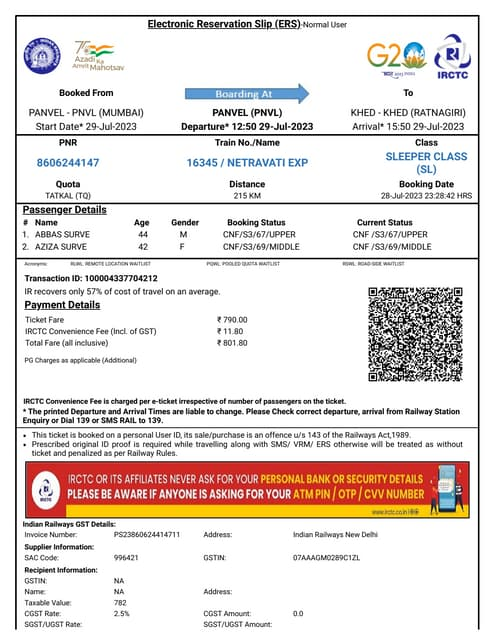 Electronic Reservation Slip (ERS)-Normal User
75
Azadi Ka
Amrit Mahotsav
G20
IRCTC
Booked From
Boarding At
To
PANVEL - PNVL (MUMBAI)
PANVEL (PNVL)
KHED - KHED (RATNAGIRI)
Start Date* 29-Jul-2023
Departure* 12:50 29-Jul-2023
Arrival* 15:50 29-Jul-2023
PNR
Train No./Name
Class
8606244147
16345 / NETRAVATI EXP
SLEEPER CLASS
(SL)
Quota
Distance
Booking Date
TATKAL (TQ)
215 KM
28-Jul-2023 23:28:42 HRS
Passenger Details
# Name Age Gender Booking Status Current Status
1. ABBAS SURVE 44 M CNF/S3/67/UPPER CNF /S3/67/UPPER
2. AZIZA SURVE 42 F CNF/S3/69/MIDDLE CNF /S3/69/MIDDLE
Acronyms: RLWL: REMOTE LOCATION WAITLIST PQWL: POOLED QUOTA WAITLIST RSWL: ROAD-SIDE WAITLIST
Transaction ID: 100004337704212
IR recovers only 57% of cost of travel on an average.
Payment Details
Ticket Fare ₹ 790.00
IRCTC Convenience Fee (Incl. of GST) ₹ 11.80
Total Fare (all inclusive) ₹ 801.80
PG Charges as applicable (Additional)
IRCTC Convenience Fee is charged per e-ticket irrespective of number of passengers on the ticket.
* The printed Departure and Arrival Times are liable to change. Please Check correct departure, arrival from Railway Station
Enquiry or Dial 139 or SMS RAIL to 139.
• This ticket is booked on a personal User ID, its sale/purchase is an offence u/s 143 of the Railways Act,1989.
• Prescribed original ID proof is required while travelling along with SMS/ VRM/ ERS otherwise will be treated as without
ticket and penalized as per Railway Rules.
IRCTC
IRCTC OR ITS AFFILIATES NEVER ASK FOR YOUR PERSONAL BANK OR SECURITY DETAILS
PLEASE BE AWARE IF ANYONE IS ASKING FOR YOUR ATM PIN / OTP / CVV NUMBER
www.irctc.co.in
Indian Railways GST Details:
Invoice Number: PS23860624414711 Address: Indian Railways New Delhi
Supplier Information:
SAC Code: 996421 GSTIN: 07AAAGM0289C1ZL
Recipient Information:
GSTIN: NA
Name: NA Address:
Taxable Value: 782
CGST Rate: 2.5% CGST Amount: 0.0
SGST/UGST Rate: SGST/UGST Amount: